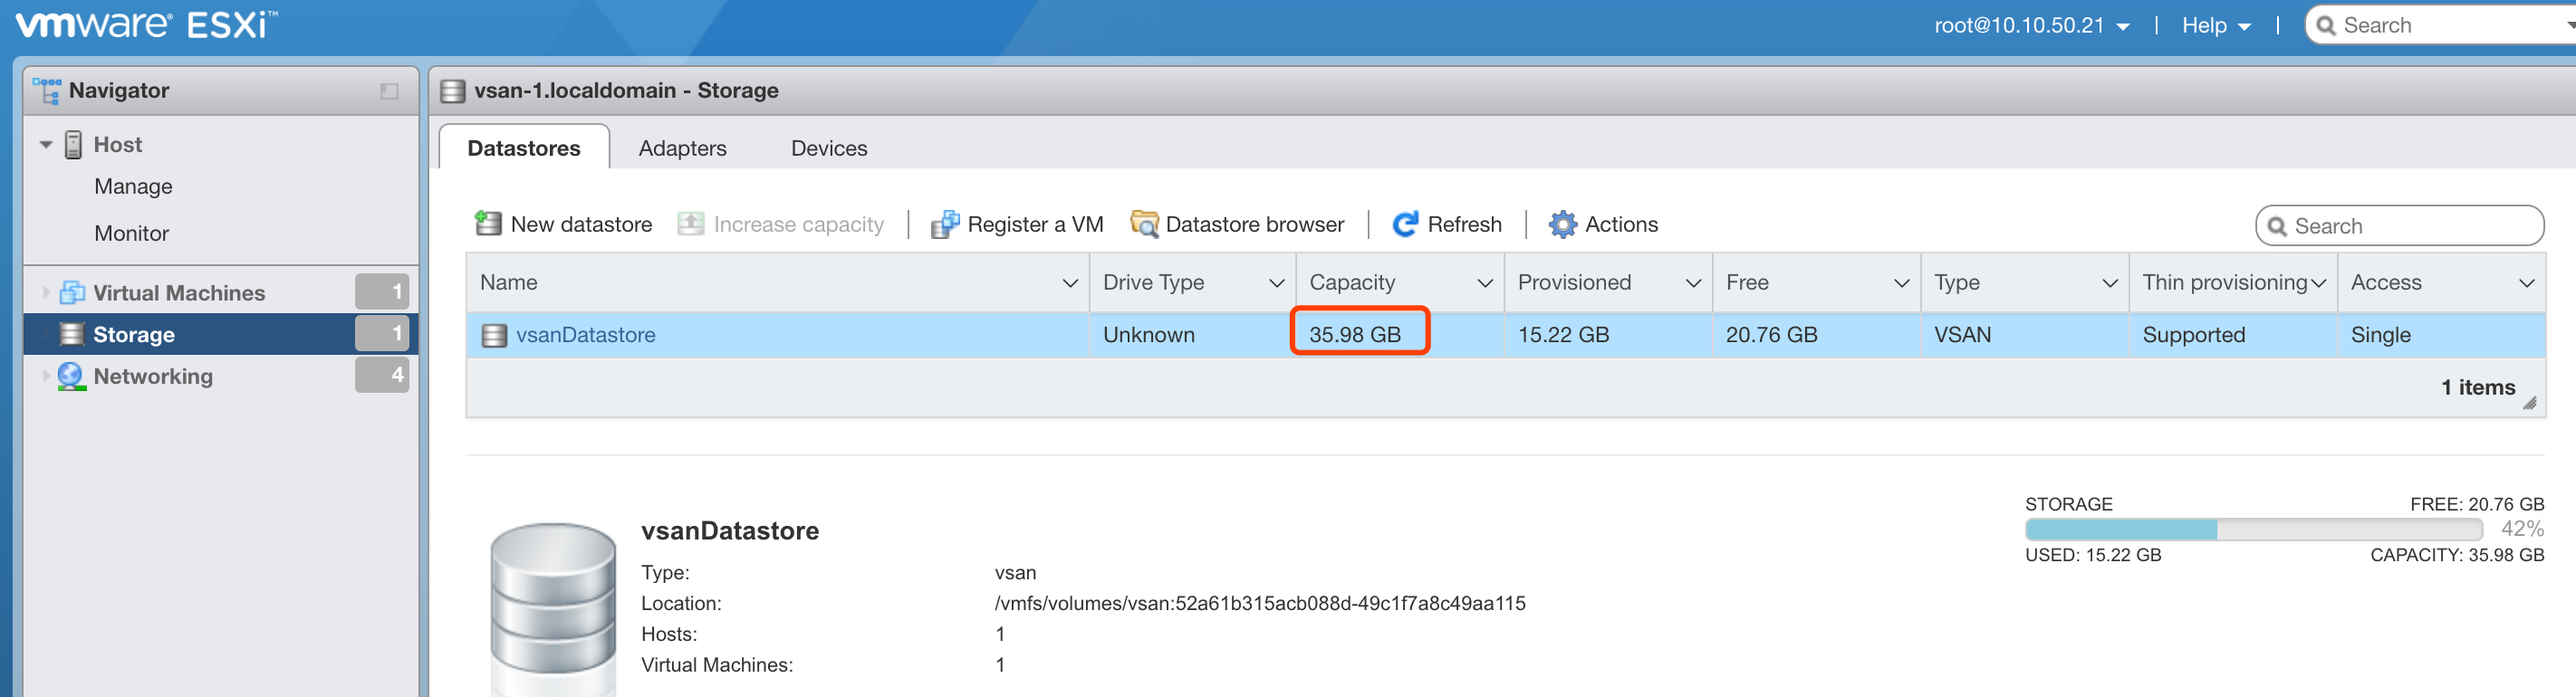 vmware® ESXi™
root@10.10.50.21 | Help | Search
Navigator
Host
Manage
Monitor
Virtual Machines 1
Storage 1
Networking 4
vsan-1.localdomain - Storage
Datastores Adapters Devices
New datastore Increase capacity | Register a VM Datastore browser | Refresh | Actions Search
Name Drive Type Capacity Provisioned Free Type Thin provisioning Access
vsanDatastore Unknown 35.98 GB 15.22 GB 20.76 GB VSAN Supported Single
1 items
vsanDatastore
Type: vsan
Location: /vmfs/volumes/vsan:52a61b315acb088d-49c1f7a8c49aa115
Hosts: 1
Virtual Machines: 1
STORAGE FREE: 20.76 GB
42%
USED: 15.22 GB CAPACITY: 35.98 GB